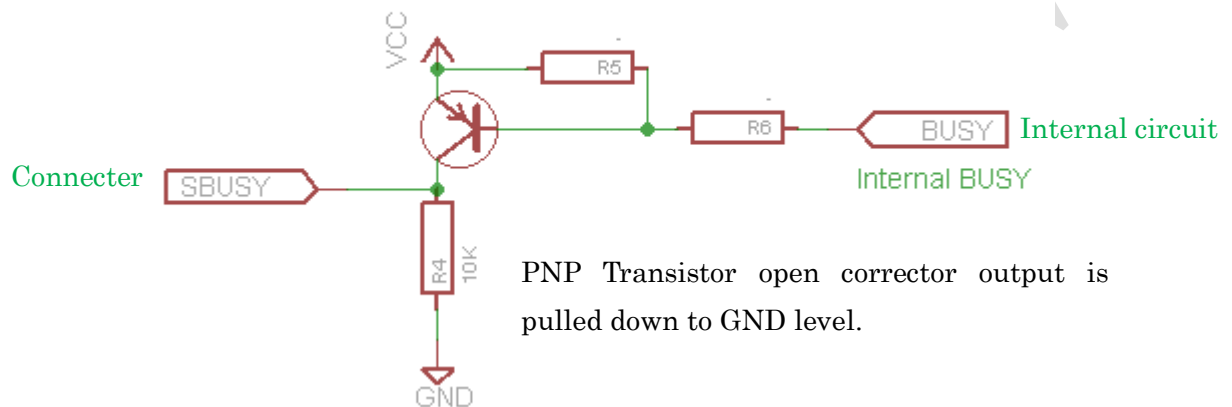 VCC
R5
R6
BUSY
Internal circuit
Connecter
SBUSY
Internal BUSY
R4
10K
PNP Transistor open corrector output is
pulled down to GND level.
GND